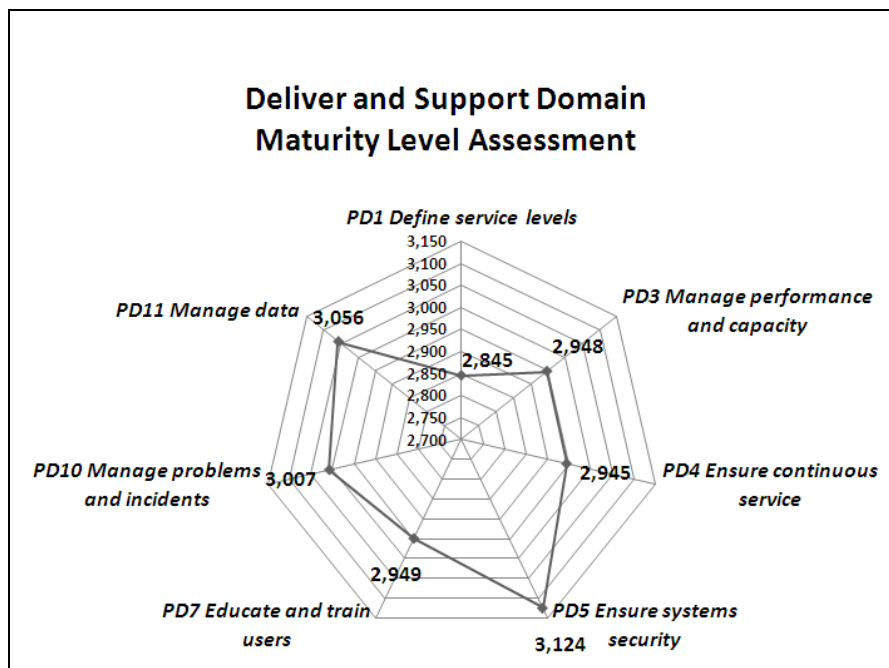 Deliver and Support Domain
Maturity Level Assessment
PD1 Define service levels
3,150
3,100
3,050
3,000
2,950
2,900
2,850
2,800
2,750
2,700
PD3 Manage performance
and capacity
PD4 Ensure continuous
service
PD5 Ensure systems
security
PD7 Educate and train
users
PD10 Manage problems
and incidents
PD11 Manage data
2,845
2,948
2,945
3,124
2,949
3,007
3,056